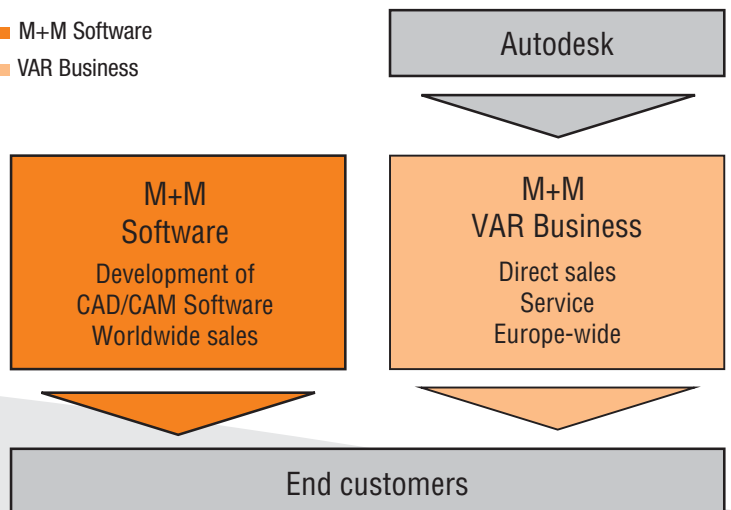 M+M Software
VAR Business
Autodesk
M+M
Software
Development of
CAD/CAM Software
Worldwide sales
M+M
VAR Business
Direct sales
Service
Europe-wide
End customers